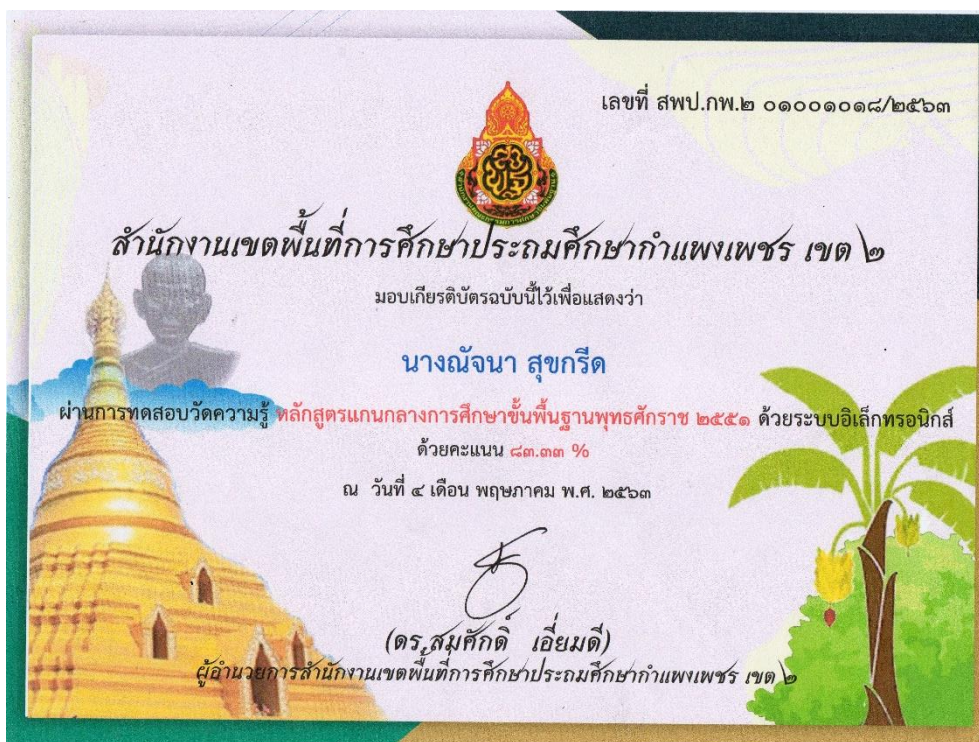 เลขที่ สพป.กพ.๒ ๐๑๐๐๑๐๑๘/๒๕๖๓
สำนักงานเขตพื้นที่การศึกษาประถมศึกษากำแพงเพชร เขต ๒
มอบเกียรติบัตรฉบับนี้ไว้เพื่อแสดงว่า
นางณัจนา สุขกรีด
ผ่านการทดสอบวัดความรู้ หลักสูตรแกนกลางการศึกษาขั้นพื้นฐานพุทธศักราช ๒๕๕๑ ด้วยระบบอิเล็กทรอนิกส์
ด้วยคะแนน ๘๓.๓๓ %
ณ วันที่ ๔ เดือน พฤษภาคม พ.ศ. ๒๕๖๓
(ดร.สมศักดิ์ เอี่ยมดี)
ผู้อำนวยการสำนักงานเขตพื้นที่การศึกษาประถมศึกษากำแพงเพชร เขต ๒